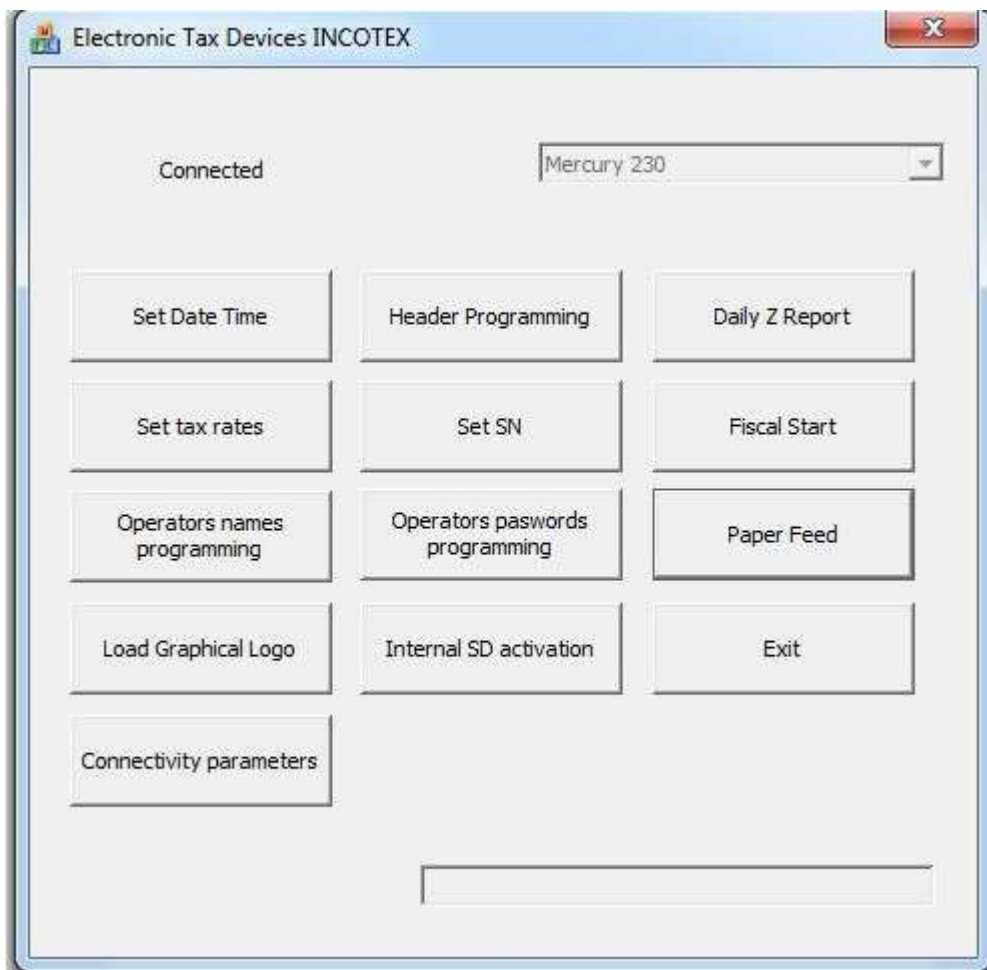 Electronic Tax Devices INCOTEX
Connected
Mercury 230
Set Date Time
Header Programming
Daily Z Report
Set tax rates
Set SN
Fiscal Start
Operators names
programming
Operators paswords
programming
Paper Feed
Load Graphical Logo
Internal SD activation
Exit
Connectivity parameters